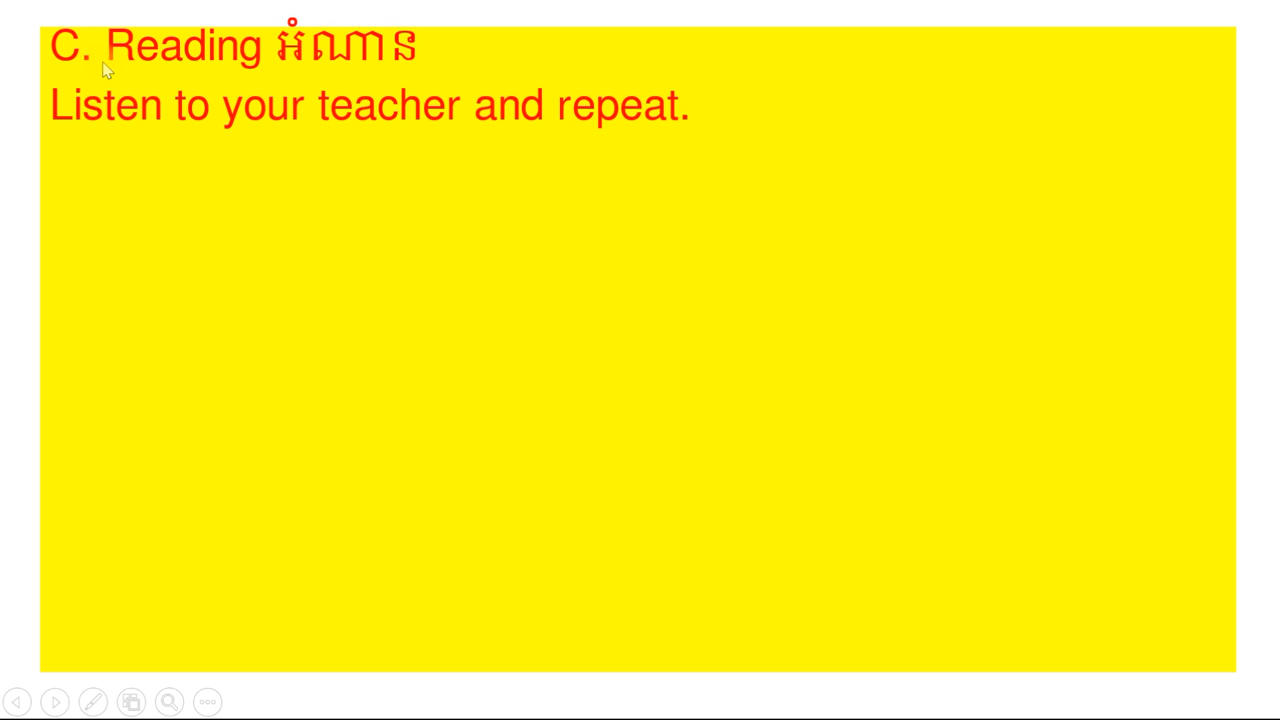 C. Reading អំណាន
Listen to your teacher and repeat.